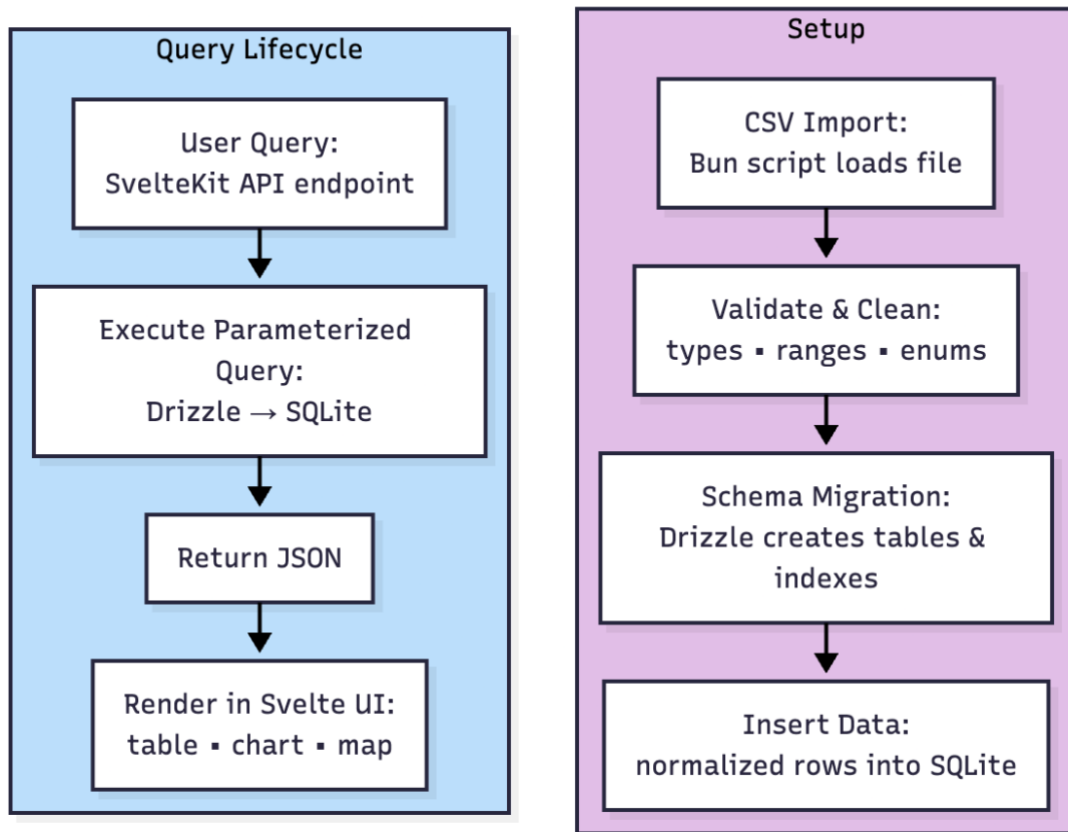 Query Lifecycle
User Query:
SvelteKit API endpoint
Execute Parameterized
Query:
Drizzle → SQLite
Return JSON
Render in Svelte UI:
table ▪ chart ▪ map
Setup
CSV Import:
Bun script loads file
Validate & Clean:
types ▪ ranges ▪ enums
Schema Migration:
Drizzle creates tables &
indexes
Insert Data:
normalized rows into SQLite